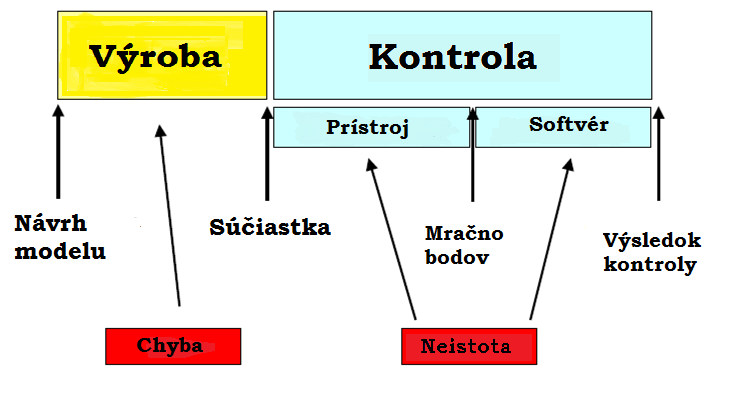 Výroba
Kontrola
Prístroj
Softvér
Návrh
modelu
Súčiastka
Mračno
bodov
Výsledok
kontroly
Chyba
Neistota